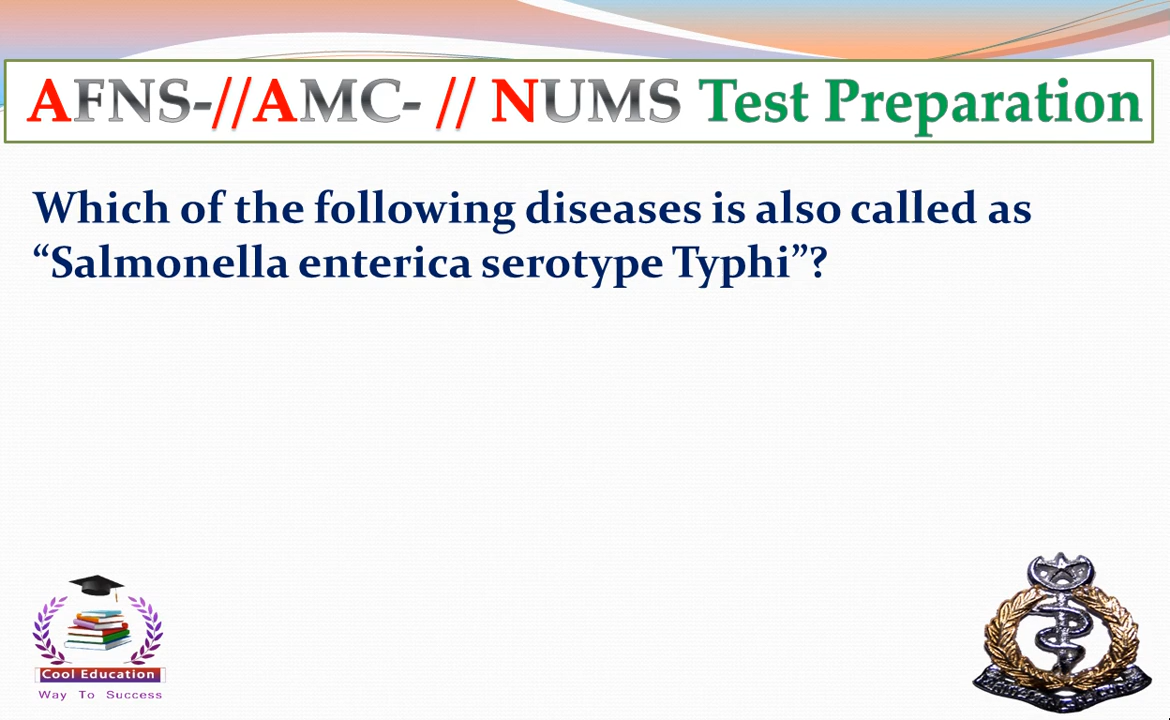 AFNS-//AMC- // NUMS Test Preparation
Which of the following diseases is also called as
“Salmonella enterica serotype Typhi”?
Cool Education
Way To Success